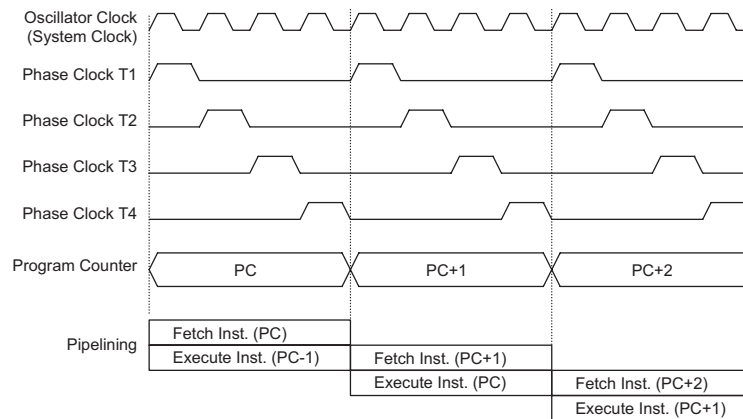 Oscillator Clock
(System Clock)
Phase Clock T1
Phase Clock T2
Phase Clock T3
Phase Clock T4
Program Counter
PC
PC+1
PC+2
Pipelining
Fetch Inst. (PC)
Execute Inst. (PC-1)
Fetch Inst. (PC+1)
Execute Inst. (PC)
Fetch Inst. (PC+2)
Execute Inst. (PC+1)